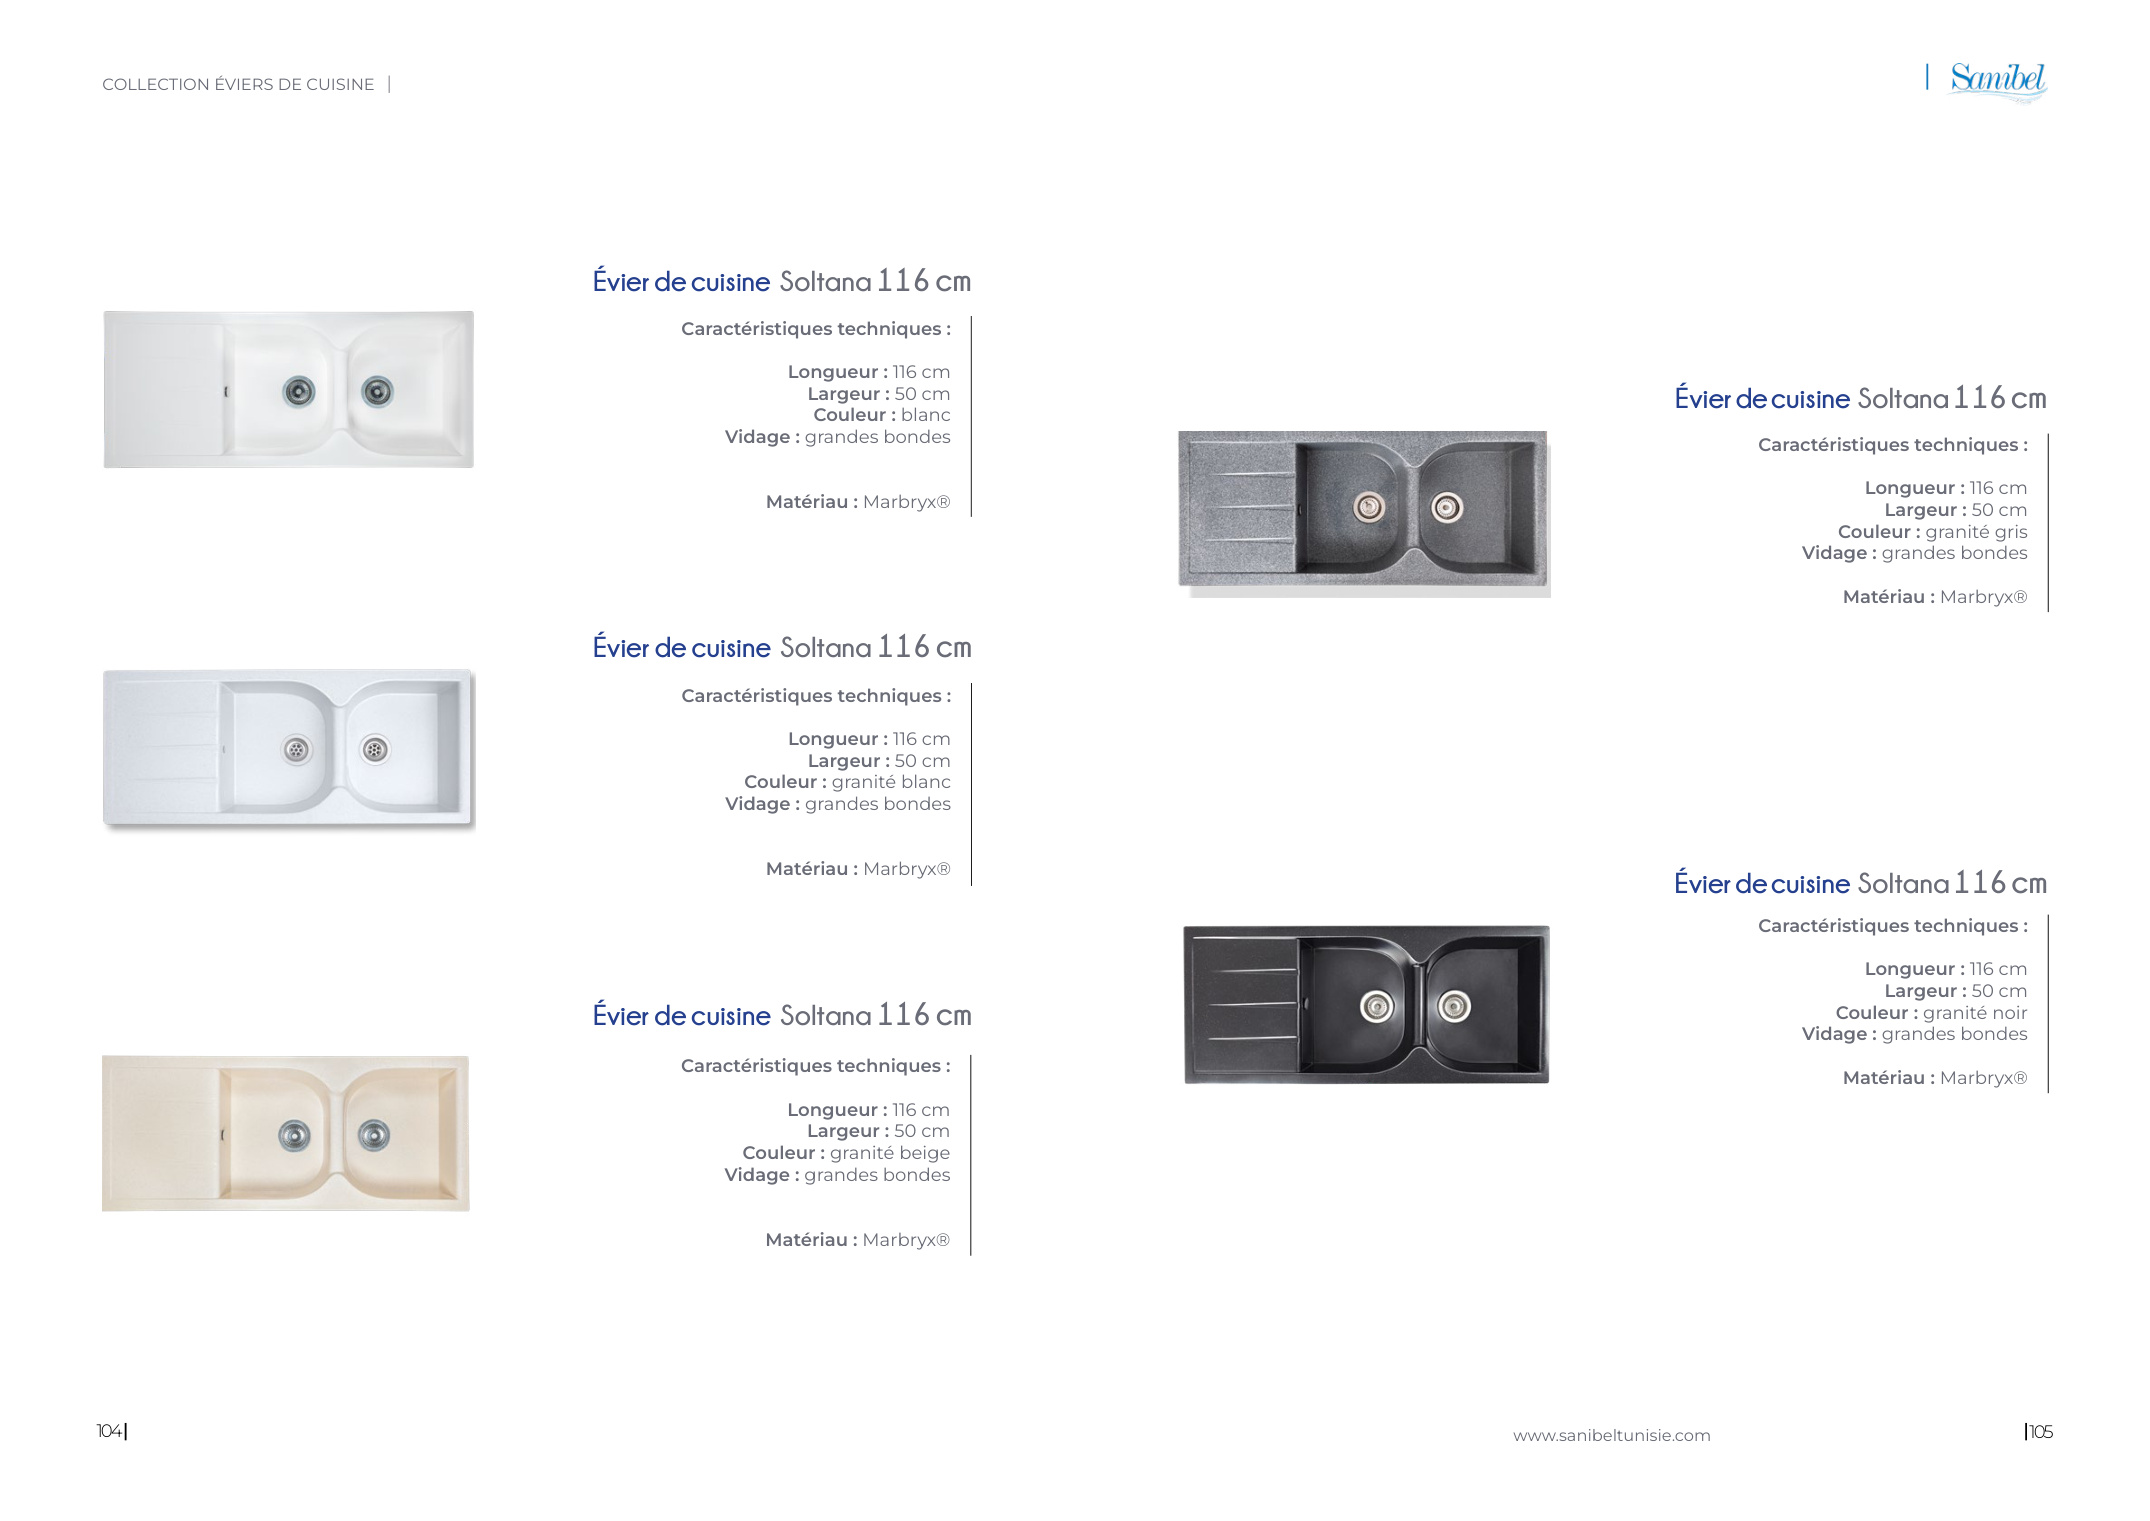 COLLECTION ÉVIERS DE CUISINE
Sanibel
Évier de cuisine Soltana 116 cm
Caractéristiques techniques :
Longueur : 116 cm
Largeur : 50 cm
Couleur : blanc
Vidage : grandes bondes
Matériau : Marbryx®
Évier de cuisine Soltana 116 cm
Caractéristiques techniques :
Longueur : 116 cm
Largeur : 50 cm
Couleur : granité blanc
Vidage : grandes bondes
Matériau : Marbryx®
Évier de cuisine Soltana 116 cm
Caractéristiques techniques :
Longueur : 116 cm
Largeur : 50 cm
Couleur : granité beige
Vidage : grandes bondes
Matériau : Marbryx®
Évier de cuisine Soltana 116 cm
Caractéristiques techniques :
Longueur : 116 cm
Largeur : 50 cm
Couleur : granité gris
Vidage : grandes bondes
Matériau : Marbryx®
Évier de cuisine Soltana 116 cm
Caractéristiques techniques :
Longueur : 116 cm
Largeur : 50 cm
Couleur : granité noir
Vidage : grandes bondes
Matériau : Marbryx®
104
www.sanibeltunisie.com
105